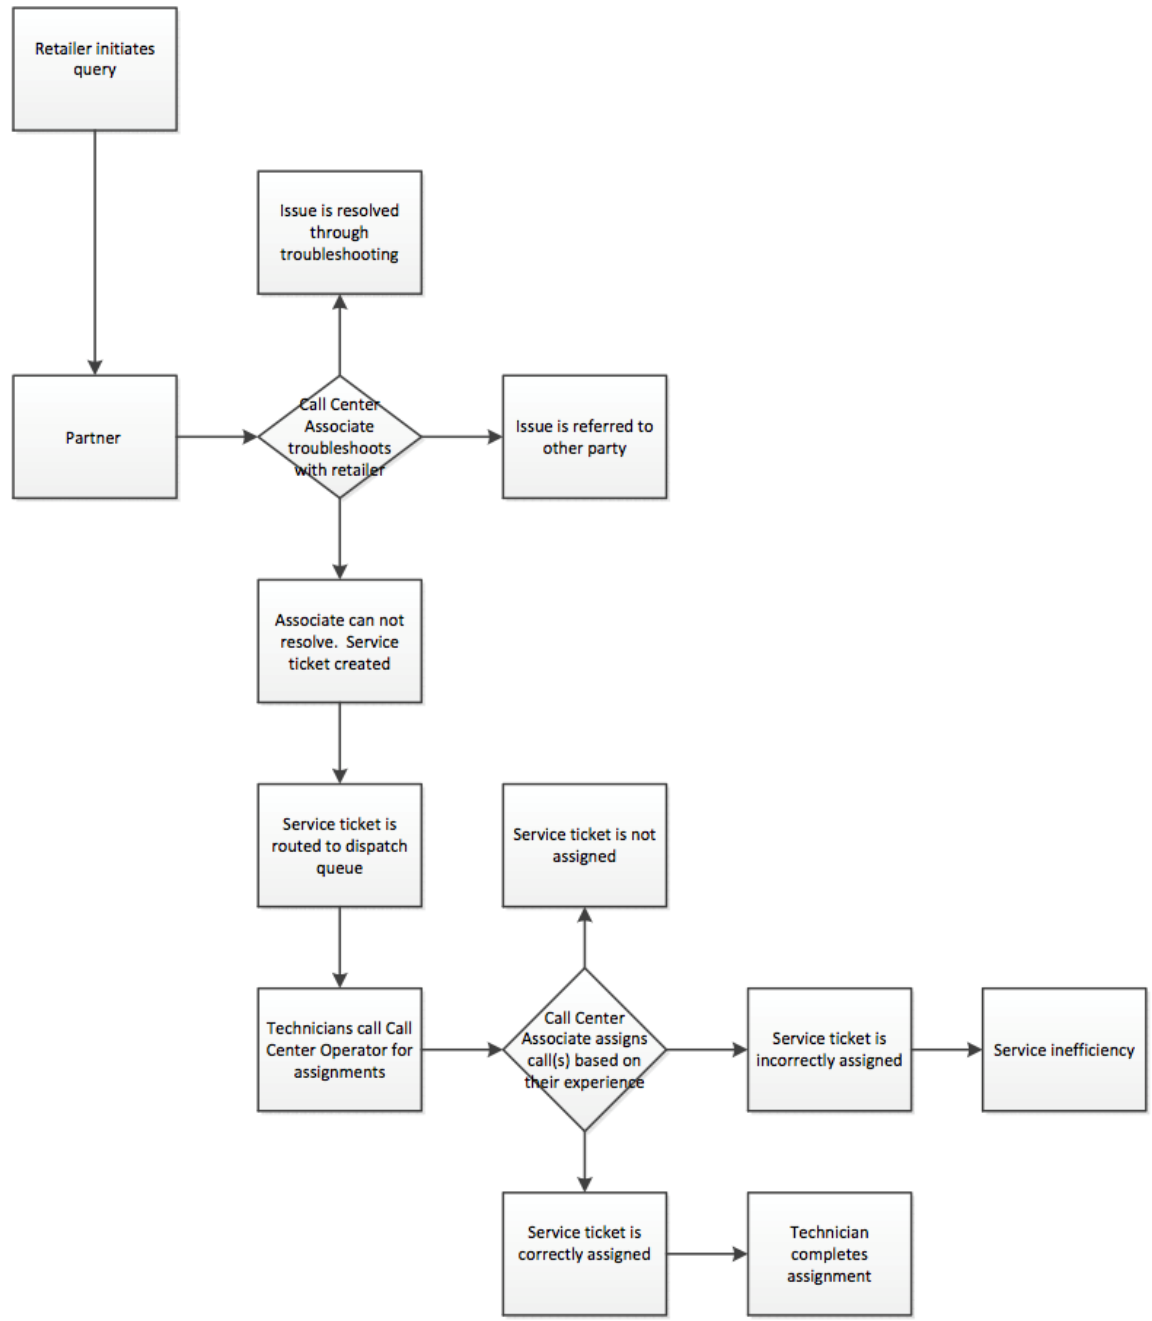 Retailer initiates
query
Issue is resolved
through
troubleshooting
Partner
Call Center
Associate
troubleshoots
with retailer
Issue is referred to
other party
Associate can not
resolve.  Service
ticket created
Service ticket is
routed to dispatch
queue
Service ticket is not
assigned
Technicians call Call
Center Operator for
assignments
Call Center
Associate assigns
call(s) based on
their experience
Service ticket is
incorrectly assigned
Service inefficiency
Service ticket is
correctly assigned
Technician
completes
assignment